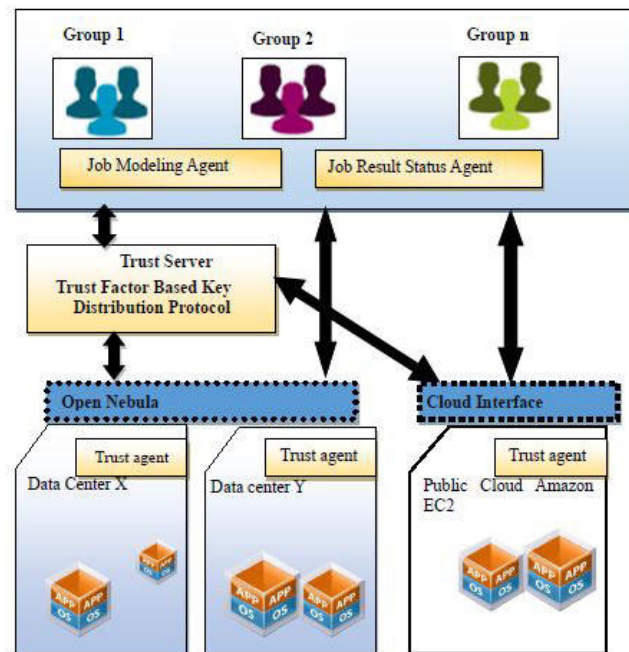 Group 1
Group 2
Group n
Job Modeling Agent
Job Result Status Agent
Trust Server
Trust Factor Based Key
Distribution Protocol
Open Nebula
Cloud Interface
Trust agent
Data Center X
Trust agent
Data center Y
Trust agent
Public Cloud Amazon
EC2
APP APP
OS OS
APP APP
OS OS
APP APP
OS OS
APP APP
OS OS
APP APP
OS OS
APP APP
OS OS